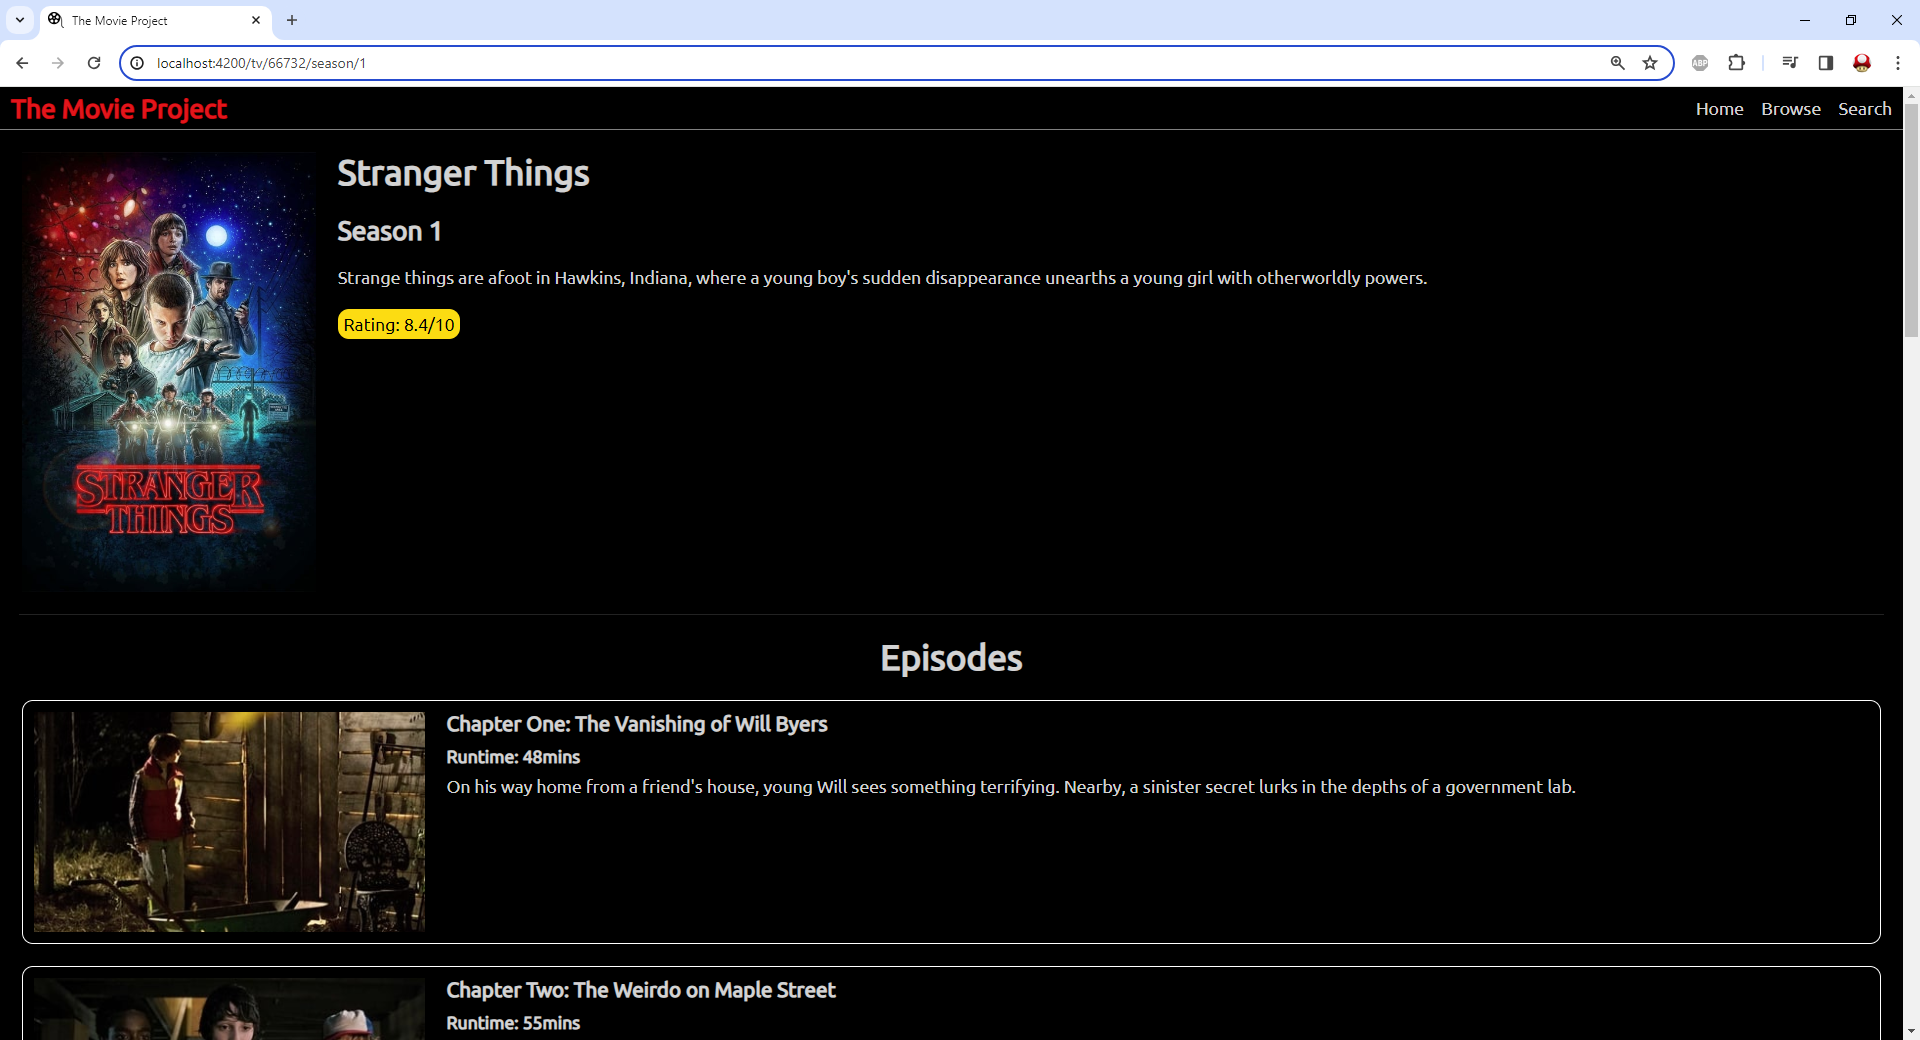 The Movie Project
localhost:4200/tv/66732/season/1
ABP
The Movie Project
Home Browse Search
Stranger Things
Season 1
Strange things are afoot in Hawkins, Indiana, where a young boy's sudden disappearance unearths a young girl with otherworldly powers.
Rating: 8.4/10
A B C
STRANGER
THINGS
Episodes
Chapter One: The Vanishing of Will Byers
Runtime: 48mins
On his way home from a friend's house, young Will sees something terrifying. Nearby, a sinister secret lurks in the depths of a government lab.
Chapter Two: The Weirdo on Maple Street
Runtime: 55mins